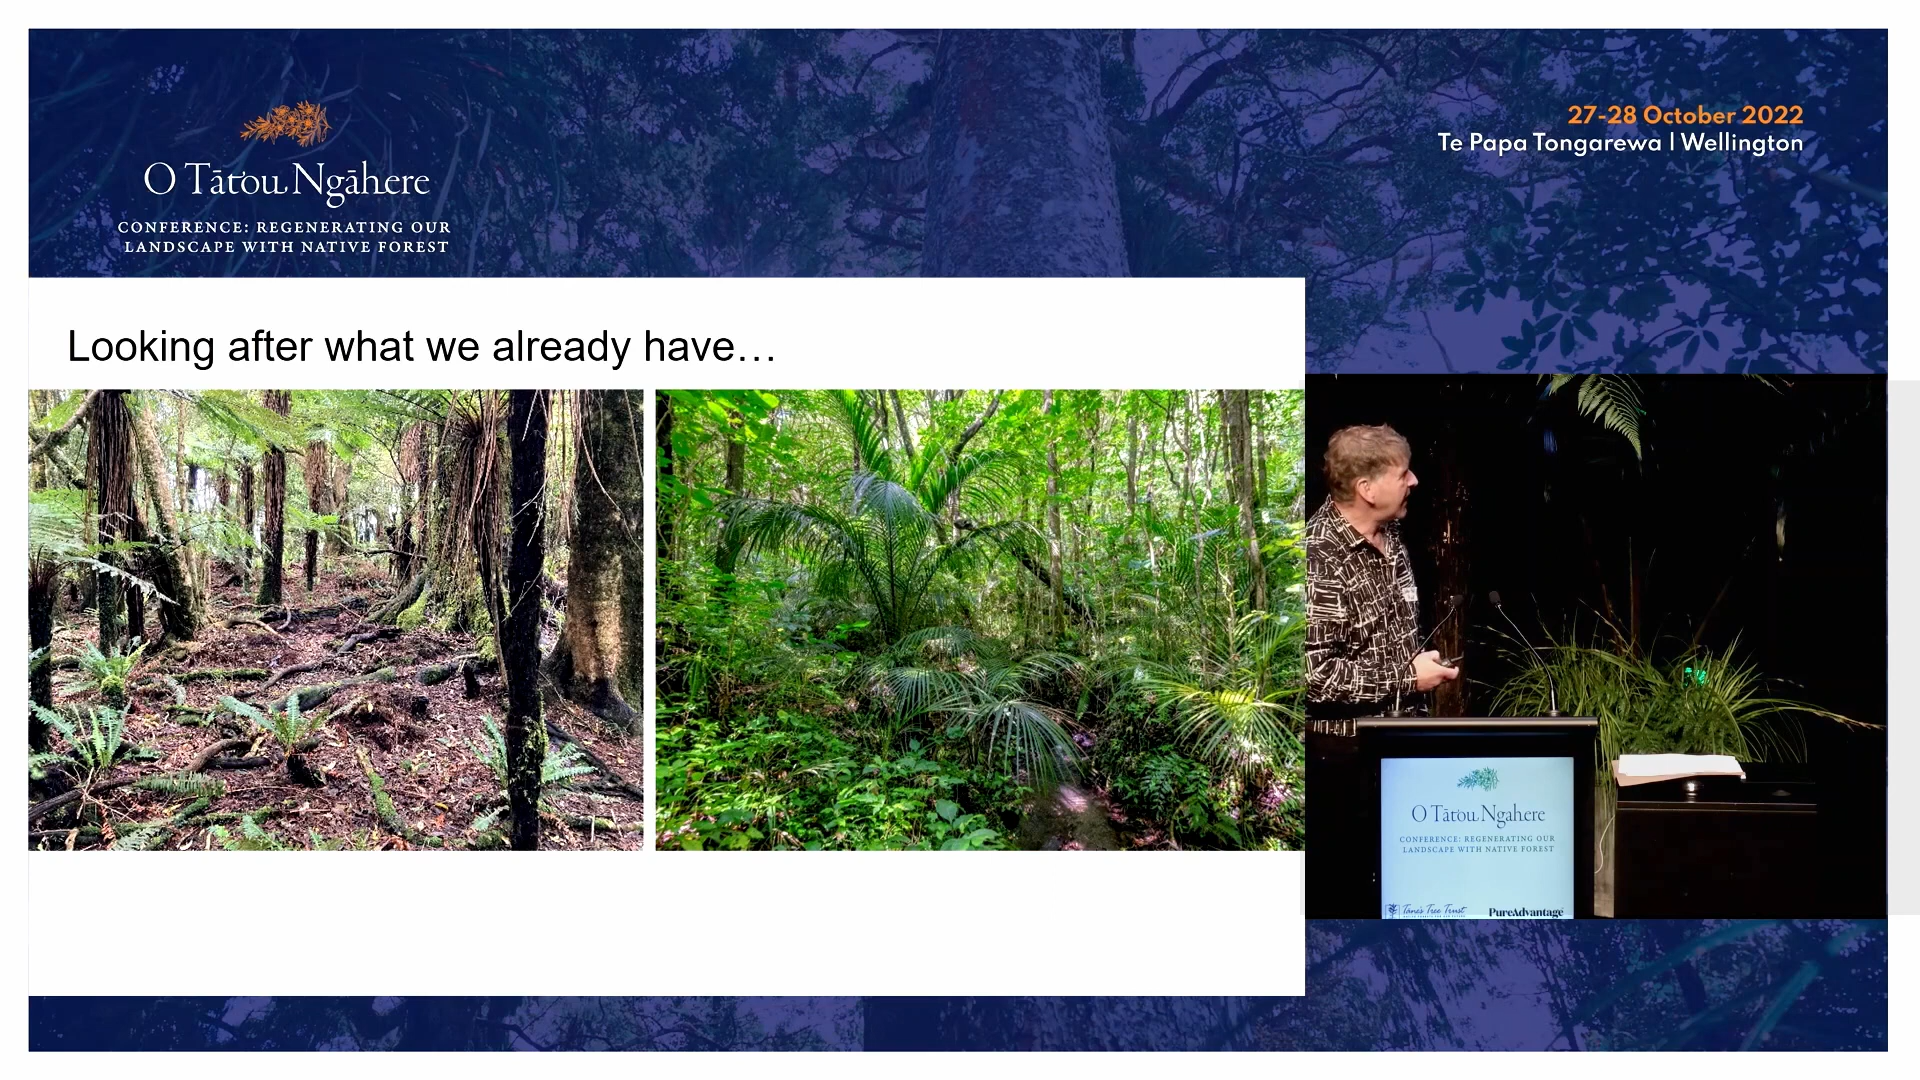 O Tātou Ngāhere
CONFERENCE: REGENERATING OUR
LANDSCAPE WITH NATIVE FOREST
27-28 October 2022
Te Papa Tongarewa | Wellington
Looking after what we already have…
O Tātou Ngahere
CONFERENCE: REGENERATING OUR
LANDSCAPE WITH NATIVE FOREST
Tāne's Tree Trust
PureAdvantage